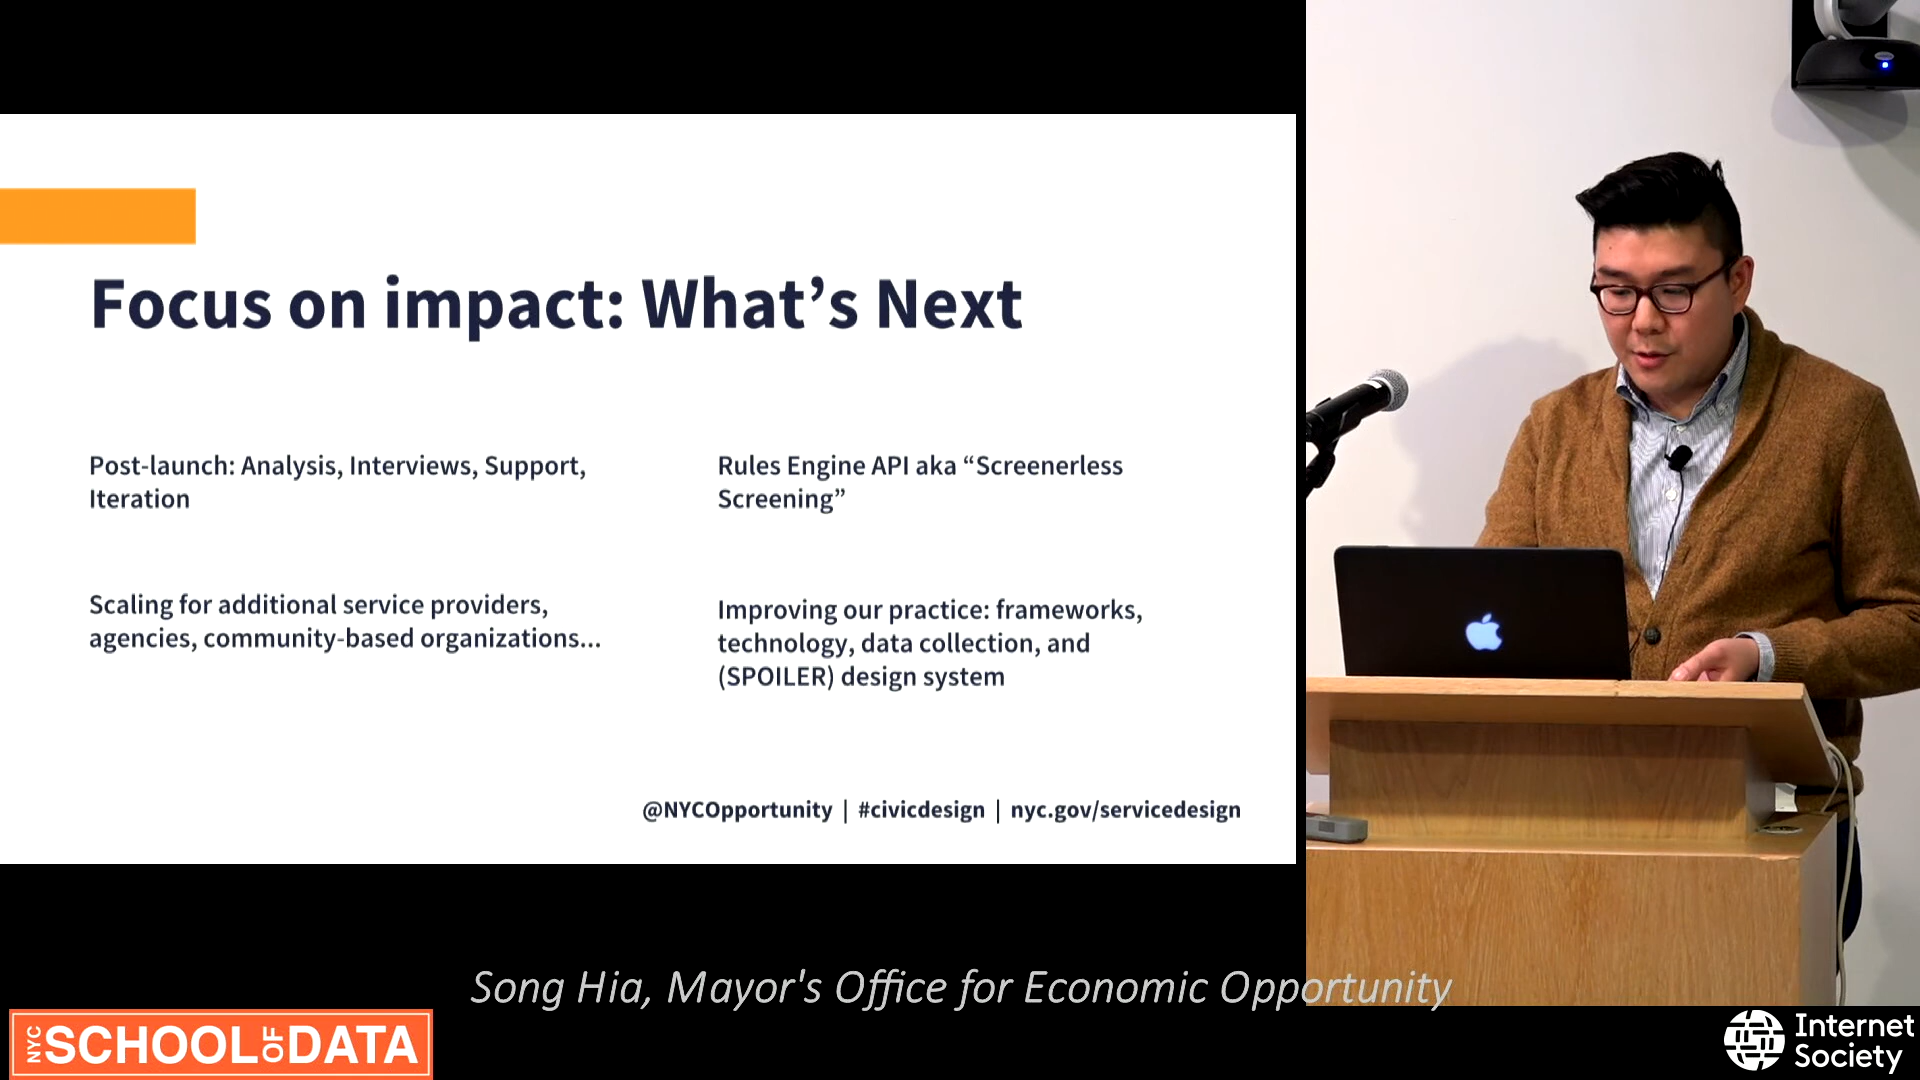 Focus on impact: What’s Next
Post-launch: Analysis, Interviews, Support,
Iteration
Scaling for additional service providers,
agencies, community-based organizations...
Rules Engine API aka “Screenerless
Screening”
Improving our practice: frameworks,
technology, data collection, and
(SPOILER) design system
@NYCOpportunity | #civicdesign | nyc.gov/servicedesign
Song Hia, Mayor's Office for Economic Opportunity
NYC SCHOOL OF DATA
Internet
Society